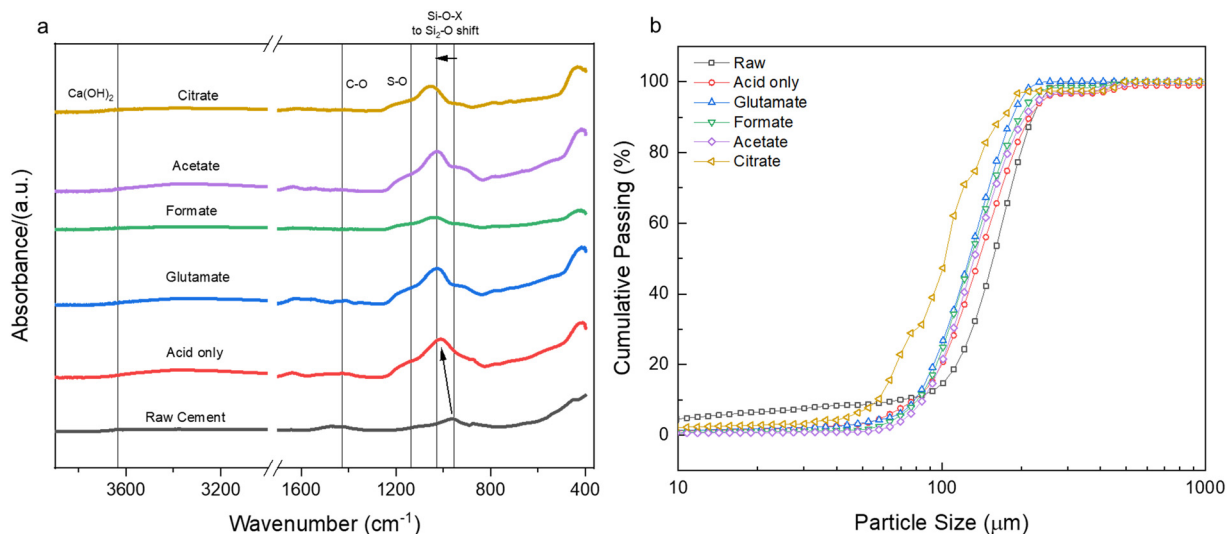 a
Si-O-X
to Si₂-O shift
Ca(OH)₂
C-O
S-O
Citrate
Acetate
Formate
Glutamate
Acid only
Raw Cement
Absorbance/(a.u.)
3600
3200
1600
1200
800
400
Wavenumber (cm⁻¹)
b
Raw
Acid only
Glutamate
Formate
Acetate
Citrate
Cumulative Passing (%)
100
80
60
40
20
0
10
100
1000
Particle Size (μm)